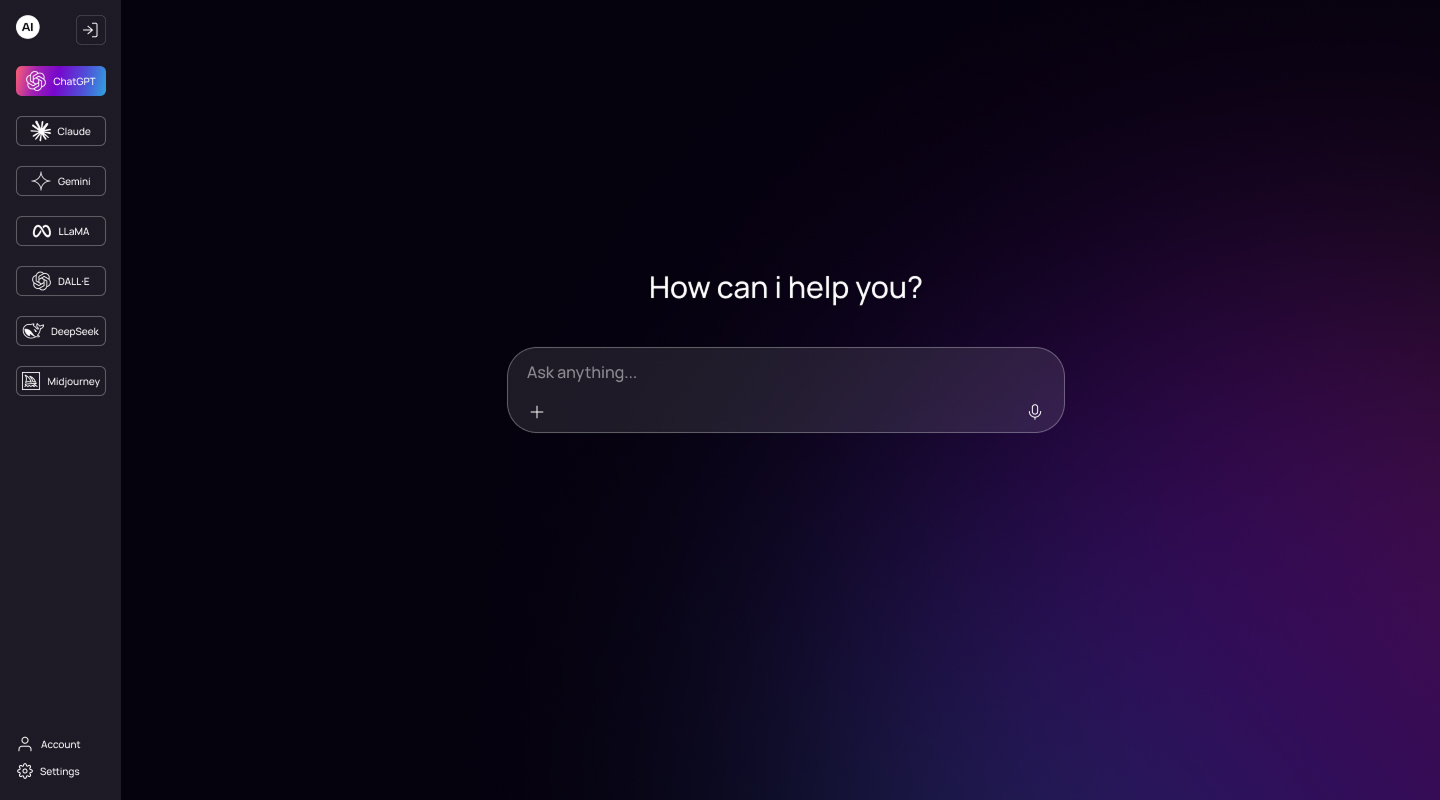 AI
ChatGPT
Claude
Gemini
LLaMA
DALL·E
DeepSeek
Midjourney
Account
Settings
How can i help you?
Ask anything...